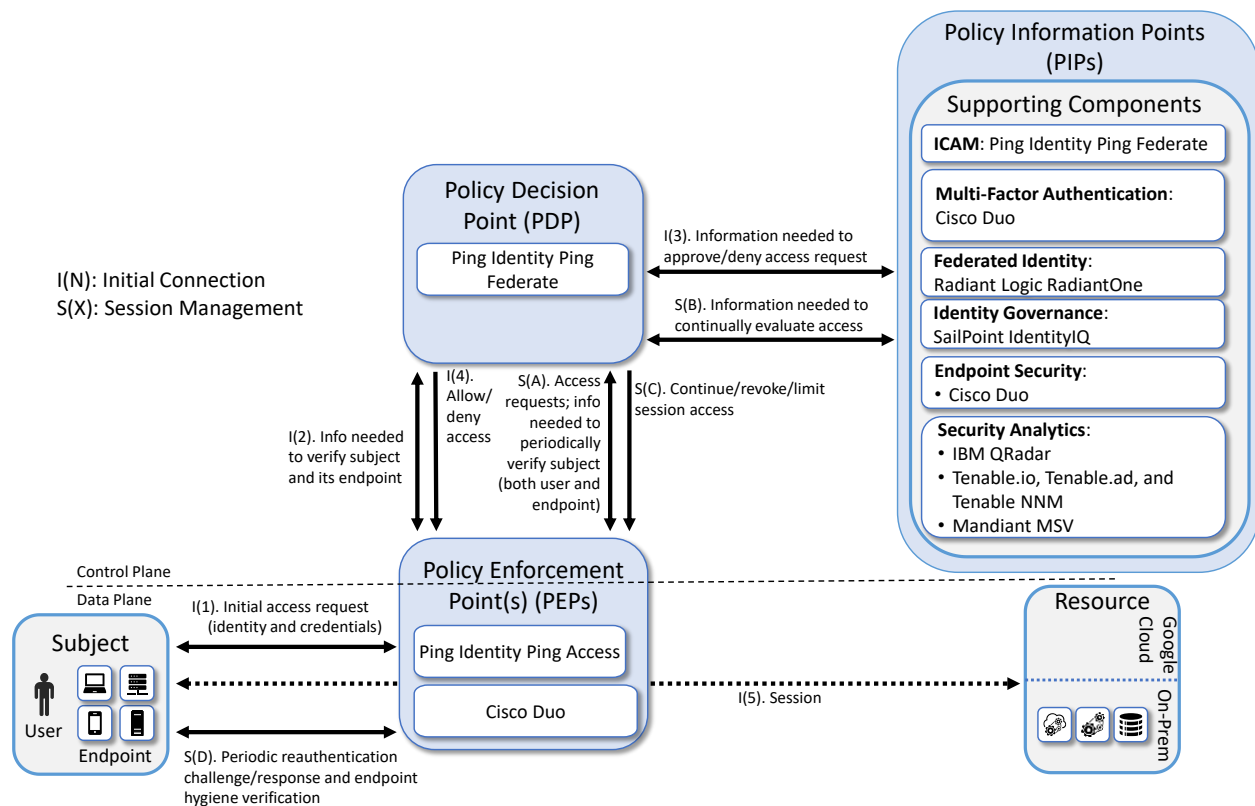 Policy Information Points
(PIPs)
Supporting Components
ICAM: Ping Identity Ping Federate
Multi-Factor Authentication:
Cisco Duo
Federated Identity:
Radiant Logic RadiantOne
Identity Governance:
SailPoint IdentityIQ
Endpoint Security:
• Cisco Duo
Security Analytics:
• IBM QRadar
• Tenable.io, Tenable.ad, and
Tenable NNM
• Mandiant MSV
Policy Decision
Point (PDP)
Ping Identity Ping
Federate
I(3). Information needed to
approve/deny access request
S(B). Information needed to
continually evaluate access
I(N): Initial Connection
S(X): Session Management
I(2). Info needed
to verify subject
and its endpoint
I(4).
Allow/
deny
access
S(A). Access
requests; info
needed to
periodically
verify subject
(both user and
endpoint)
S(C). Continue/revoke/limit
session access
Control Plane
Data Plane
Policy Enforcement
Point(s) (PEPs)
Ping Identity Ping Access
Cisco Duo
Subject
User
Endpoint
I(1). Initial access request
(identity and credentials)
S(D). Periodic reauthentication
challenge/response and endpoint
hygiene verification
I(5). Session
Resource
Google
Cloud
On-Prem